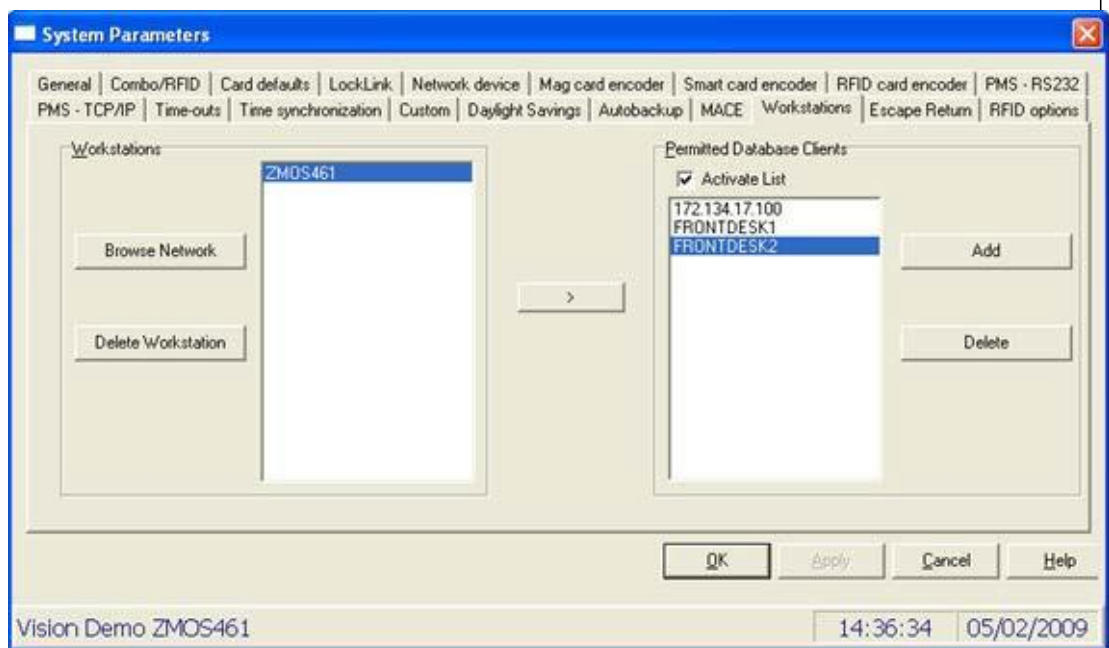 System Parameters
General | Combo/RFID | Card defaults | LockLink | Network device | Mag card encoder | Smart card encoder | RFID card encoder | PMS - RS232
PMS - TCP/IP | Time-outs | Time synchronization | Custom | Daylight Savings | Autobackup | MACE | Workstations | Escape Return | RFID options
Workstations
ZMOS461
Browse Network
Delete Workstation
>
Permitted Database Clients
Activate List
172.134.17.100
FRONTDESK1
FRONTDESK2
Add
Delete
OK Apply Cancel Help
Vision Demo ZMOS461 14:36:34 05/02/2009